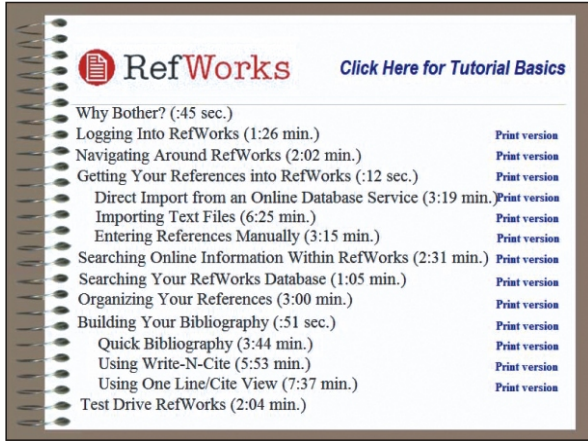 RefWorks
Click Here for Tutorial Basics
Why Bother? (:45 sec.)
Logging Into RefWorks (1:26 min.) Print version
Navigating Around RefWorks (2:02 min.) Print version
Getting Your References into RefWorks (:12 sec.) Print version
Direct Import from an Online Database Service (3:19 min.) Print version
Importing Text Files (6:25 min.) Print version
Entering References Manually (3:15 min.) Print version
Searching Online Information Within RefWorks (2:31 min.) Print version
Searching Your RefWorks Database (1:05 min.) Print version
Organizing Your References (3:00 min.) Print version
Building Your Bibliography (:51 sec.) Print version
Quick Bibliography (3:44 min.) Print version
Using Write-N-Cite (5:53 min.) Print version
Using One Line/Cite View (7:37 min.) Print version
Test Drive RefWorks (2:04 min.)